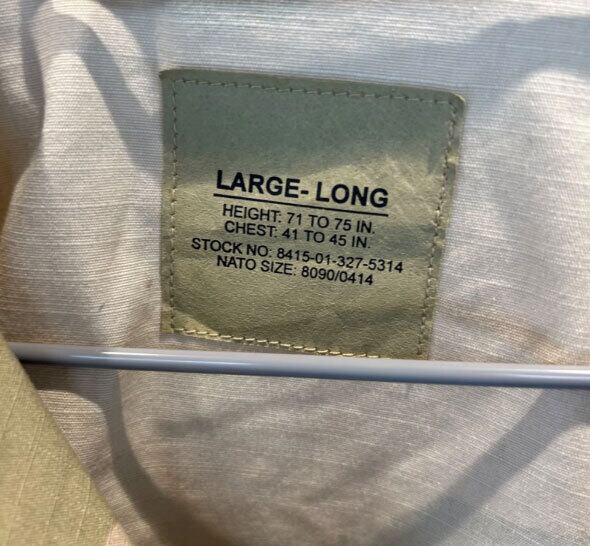 LARGE- LONG
HEIGHT: 71 TO 75 IN.
CHEST: 41 TO 45 IN.
STOCK NO: 8415-01-327-5314
NATO SIZE: 8090/0414